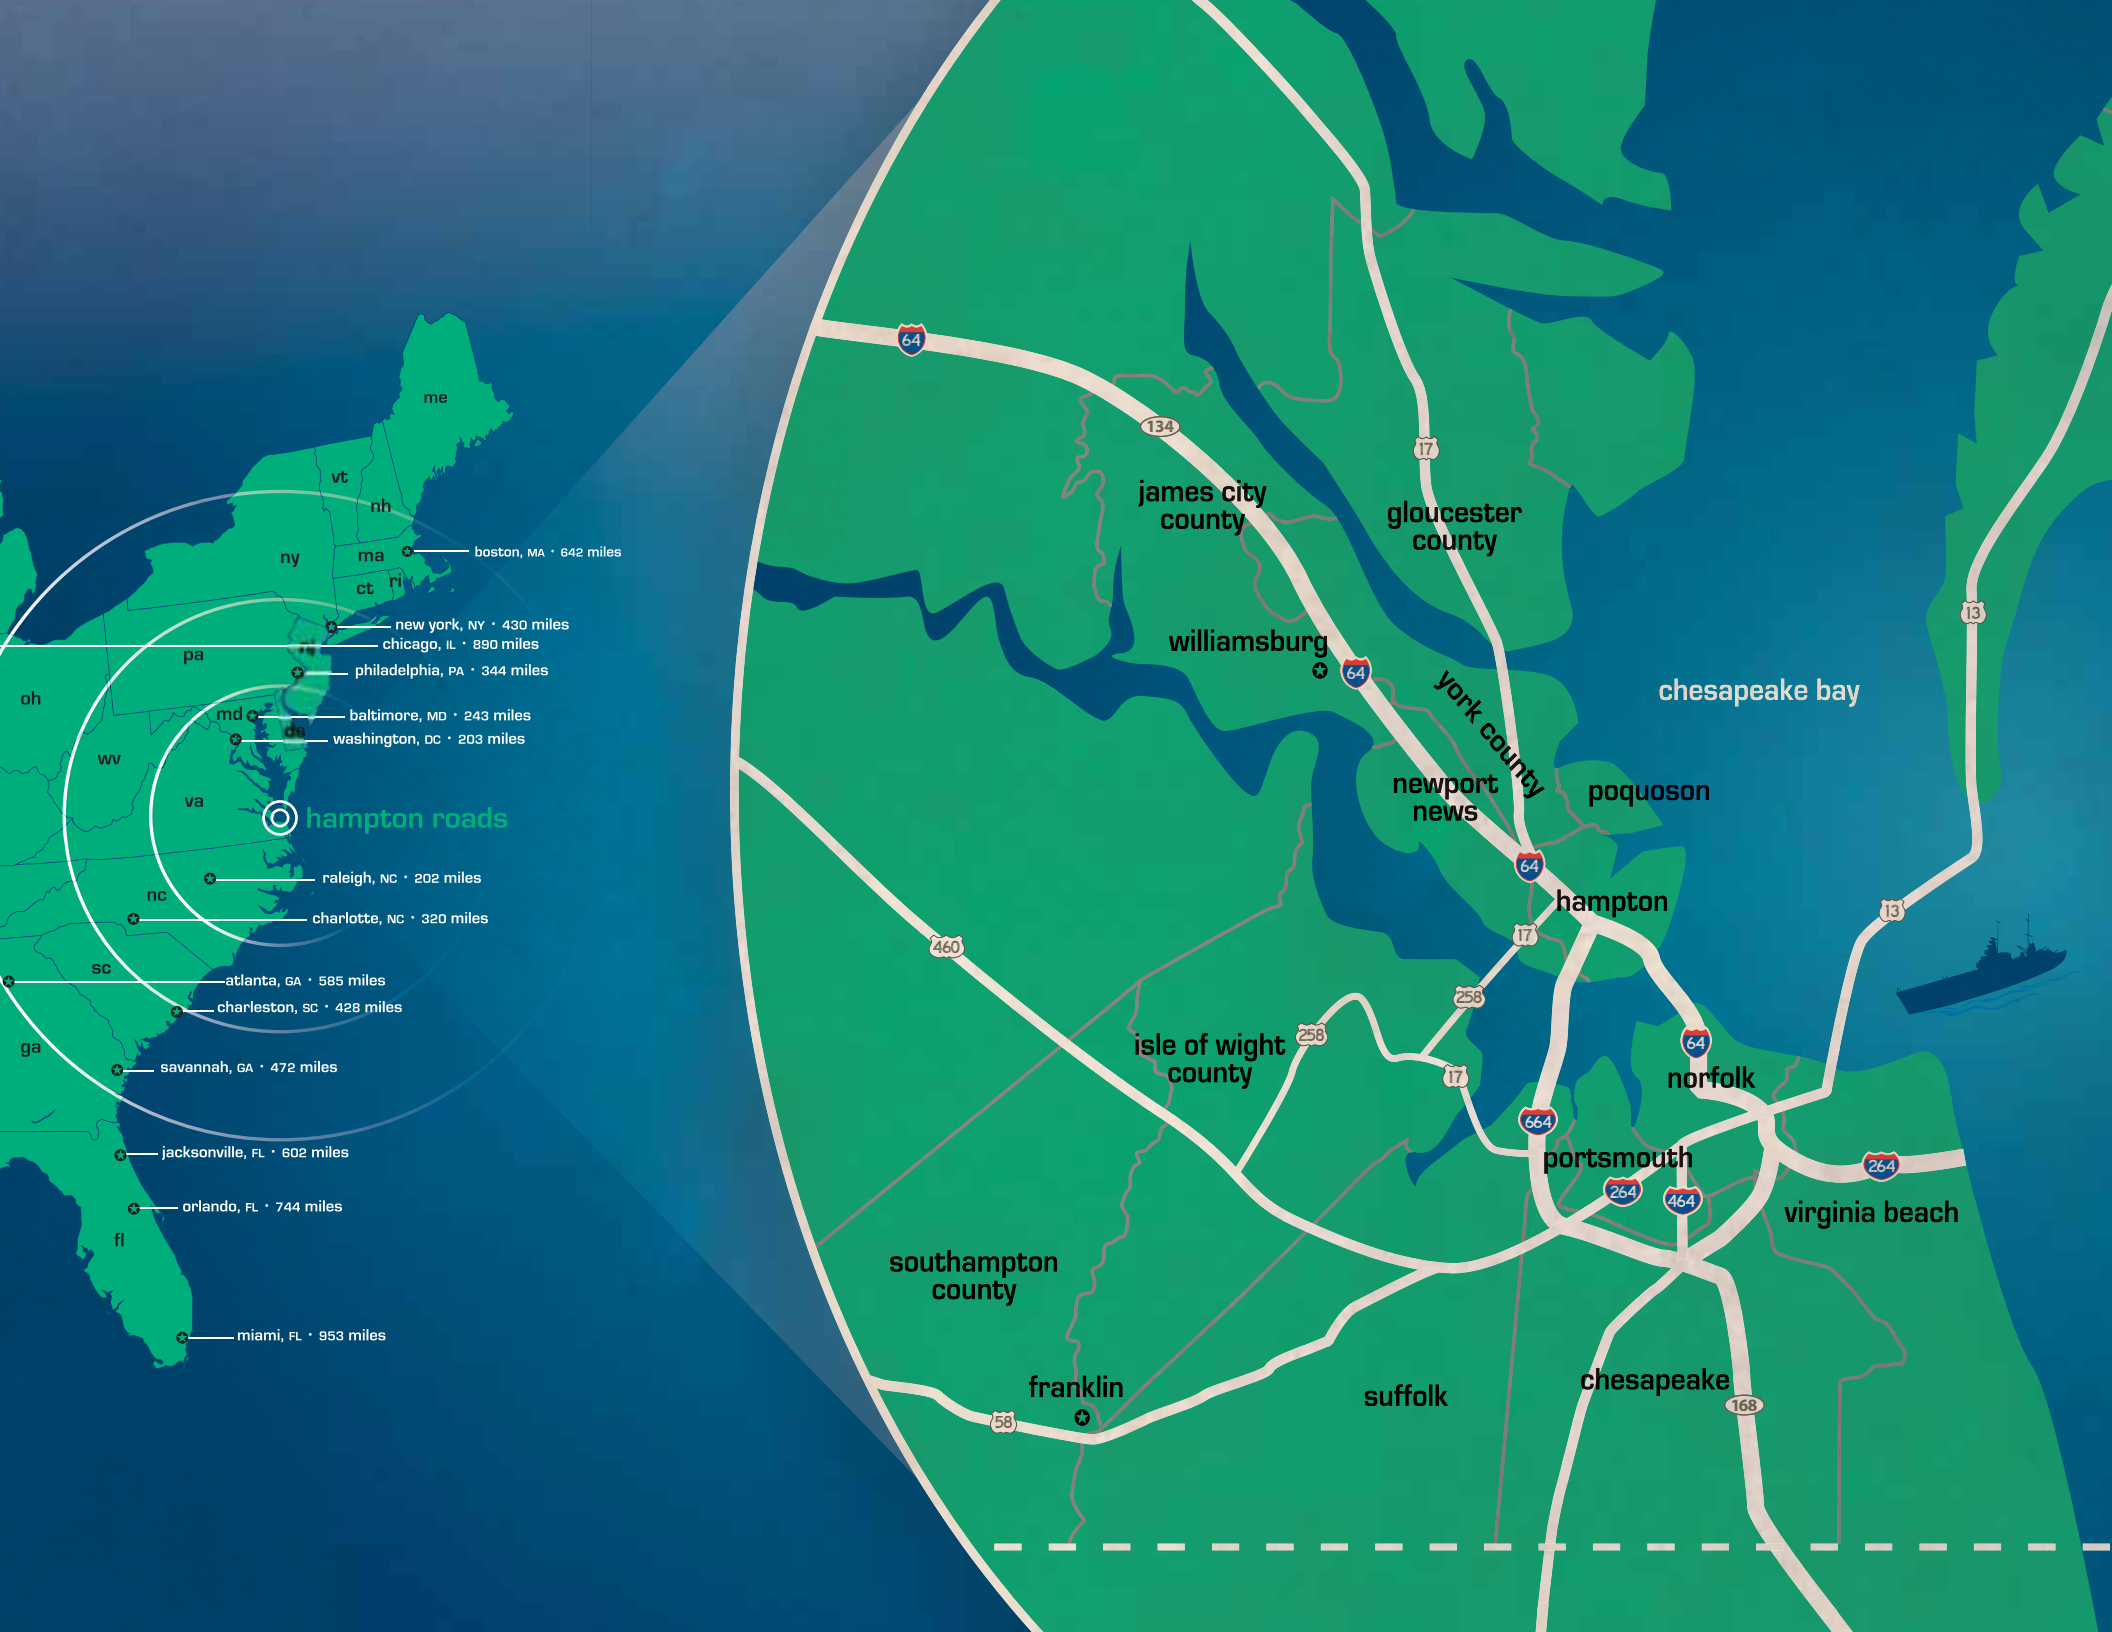 me
vt
nh
ny
ma
ct
ri
boston, MA • 642 miles
new york, NY • 430 miles
chicago, IL • 890 miles
pa
philadelphia, PA • 344 miles
oh
md
baltimore, MD • 243 miles
washington, DC • 203 miles
wv
va
hampton roads
raleigh, NC • 202 miles
nc
charlotte, NC • 320 miles
sc
atlanta, GA • 585 miles
charleston, SC • 428 miles
ga
savannah, GA • 472 miles
jacksonville, FL • 602 miles
orlando, FL • 744 miles
fl
miami, FL • 953 miles
64
134
17
james city
county
gloucester
county
13
williamsburg
64
york county
chesapeake bay
newport
news
poquoson
64
hampton
13
17
460
258
258
isle of wight
county
17
64
norfolk
664
portsmouth
264
264
464
virginia beach
southampton
county
franklin
58
suffolk
chesapeake
168